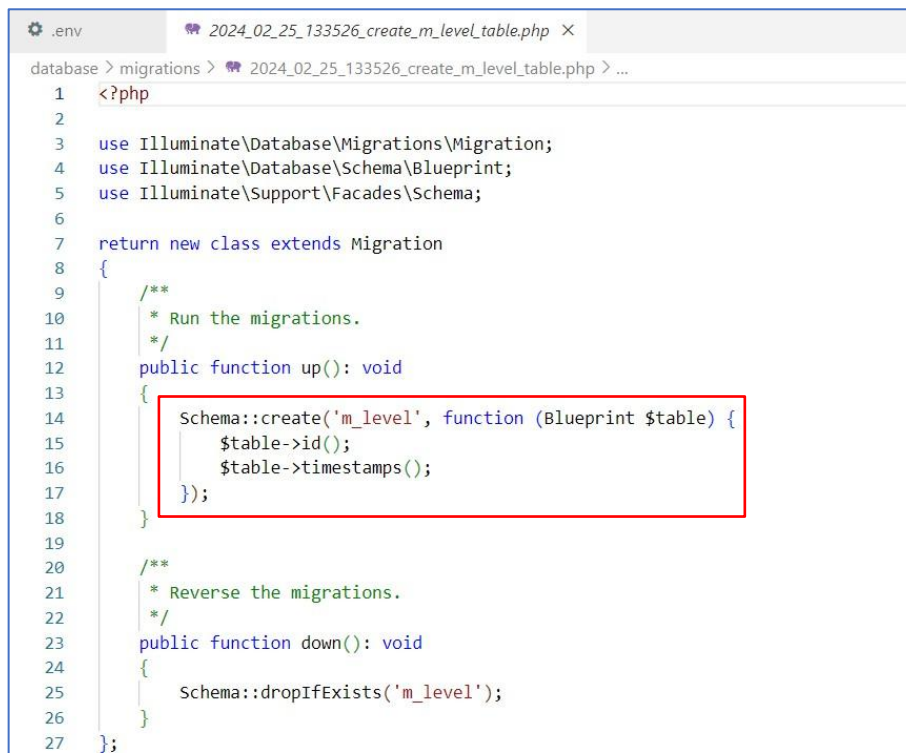 .env
2024_02_25_133526_create_m_level_table.php ×
database > migrations > 2024_02_25_133526_create_m_level_table.php > ...
1 <?php
2
3 use Illuminate\Database\Migrations\Migration;
4 use Illuminate\Database\Schema\Blueprint;
5 use Illuminate\Support\Facades\Schema;
6
7 return new class extends Migration
8 {
9 /**
10 * Run the migrations.
11 */
12 public function up(): void
13 {
14 Schema::create('m_level', function (Blueprint $table) {
15 $table->id();
16 $table->timestamps();
17 });
18 }
19
20 /**
21 * Reverse the migrations.
22 */
23 public function down(): void
24 {
25 Schema::dropIfExists('m_level');
26 }
27 };